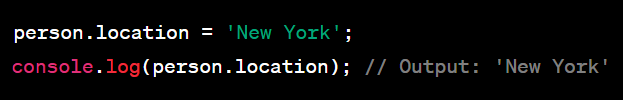 person.location = 'New York';
console.log(person.location); // Output: 'New York'